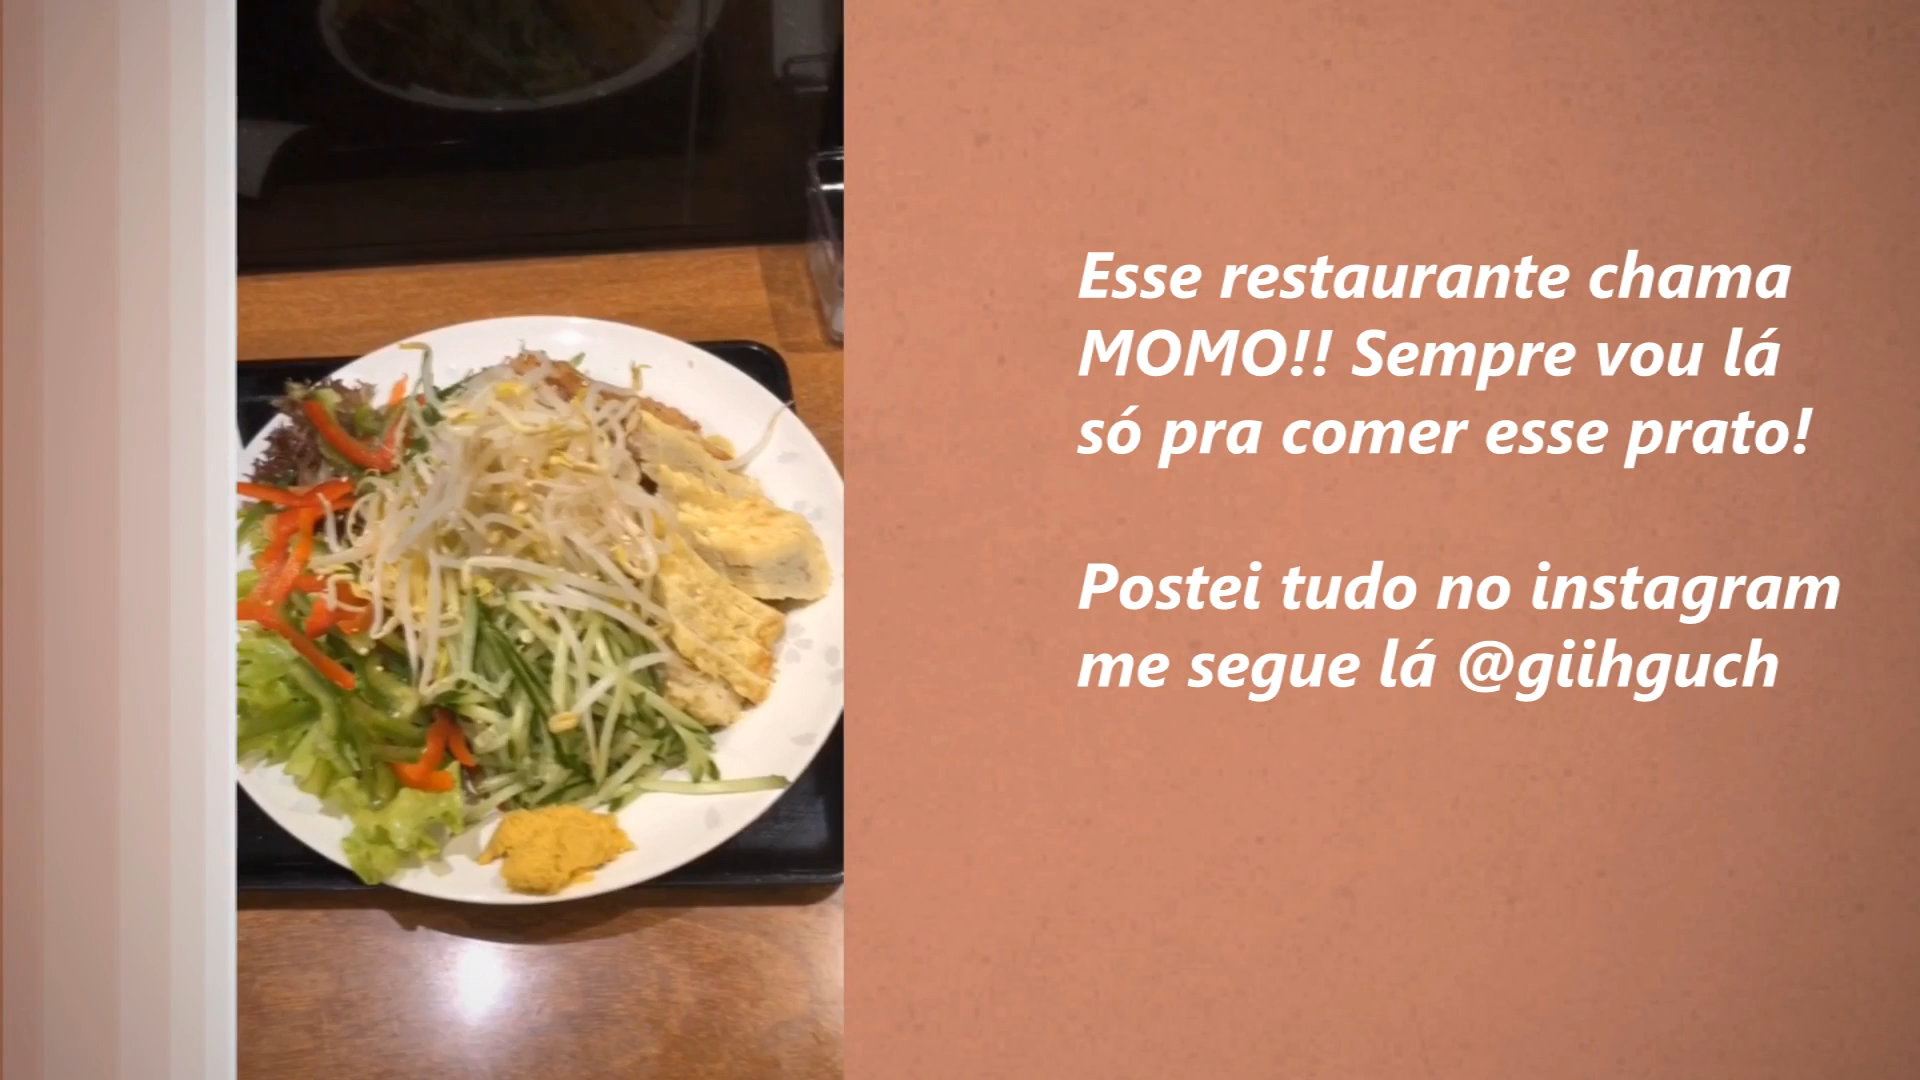 Esse restaurante chama
MOMO!! Sempre vou lá
só pra comer esse prato!
Postei tudo no instagram
me segue lá @giihguch